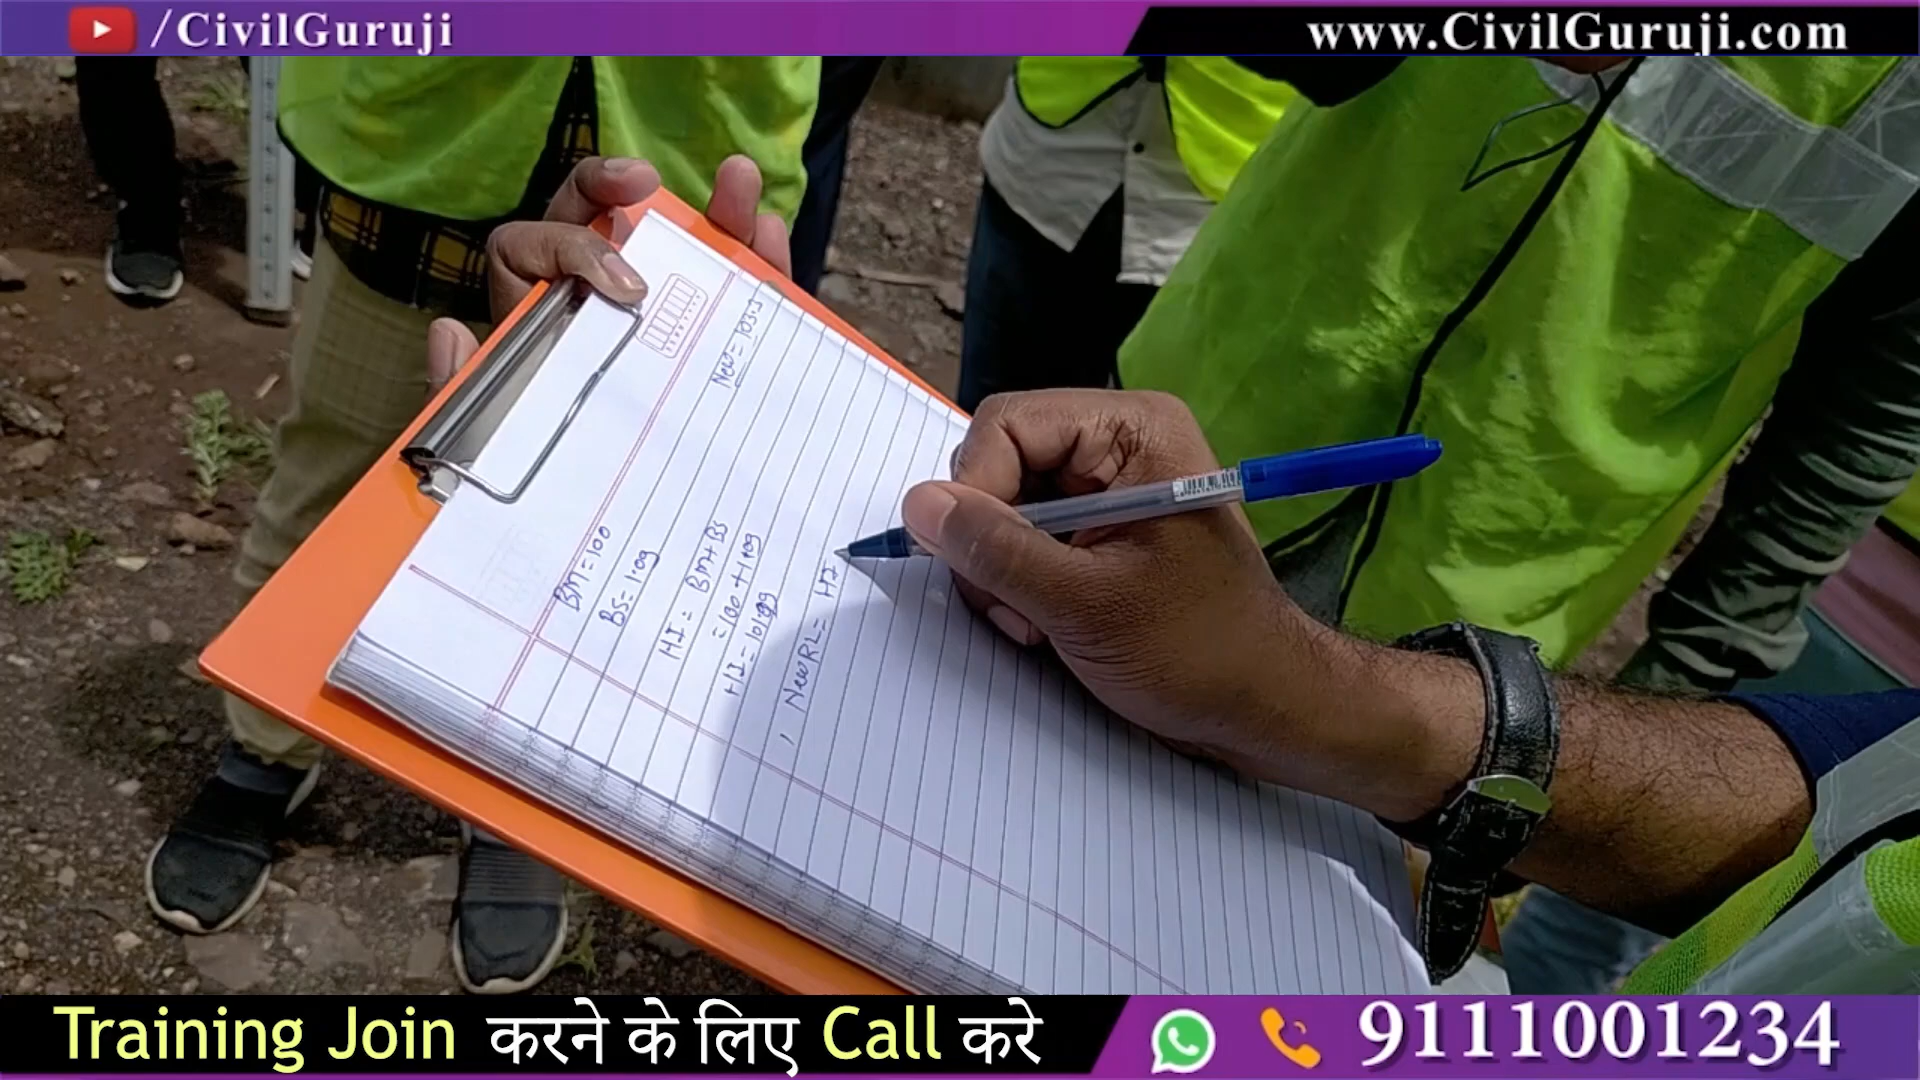 /CivilGuruji
www.CivilGuruji.com
New = 103.3
BM = 100
BS = 1.09
HI = BM + BS
= 100 + 1.09
HI = 101.09
, New RL = HI
Training Join करने के लिए Call करे
9111001234